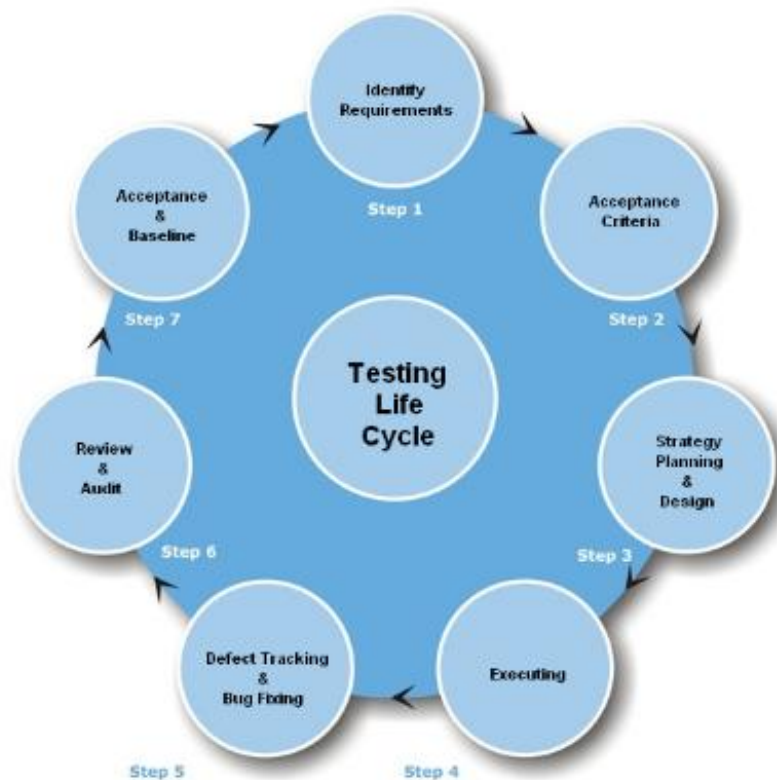 Identify
Requirements
Step 1
Acceptance
Criteria
Step 2
Strategy
Planning
&
Design
Step 3
Executing
Step 4
Defect Tracking
&
Bug Fixing
Step 5
Review
&
Audit
Step 6
Acceptance
&
Baseline
Step 7
Testing
Life
Cycle